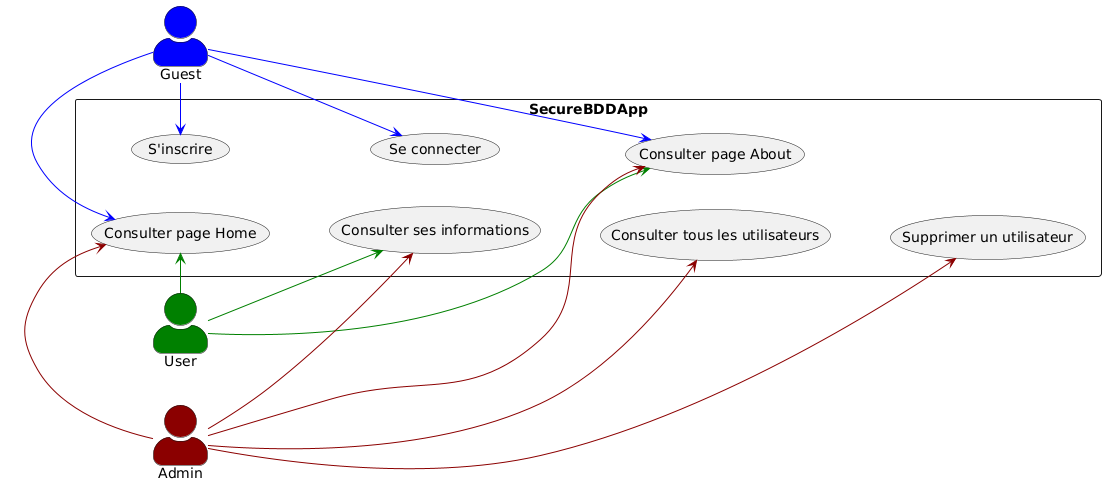 Guest
SecureBDDApp
S'inscrire
Se connecter
Consulter page About
Consulter page Home
Consulter ses informations
Consulter tous les utilisateurs
Supprimer un utilisateur
User
Admin